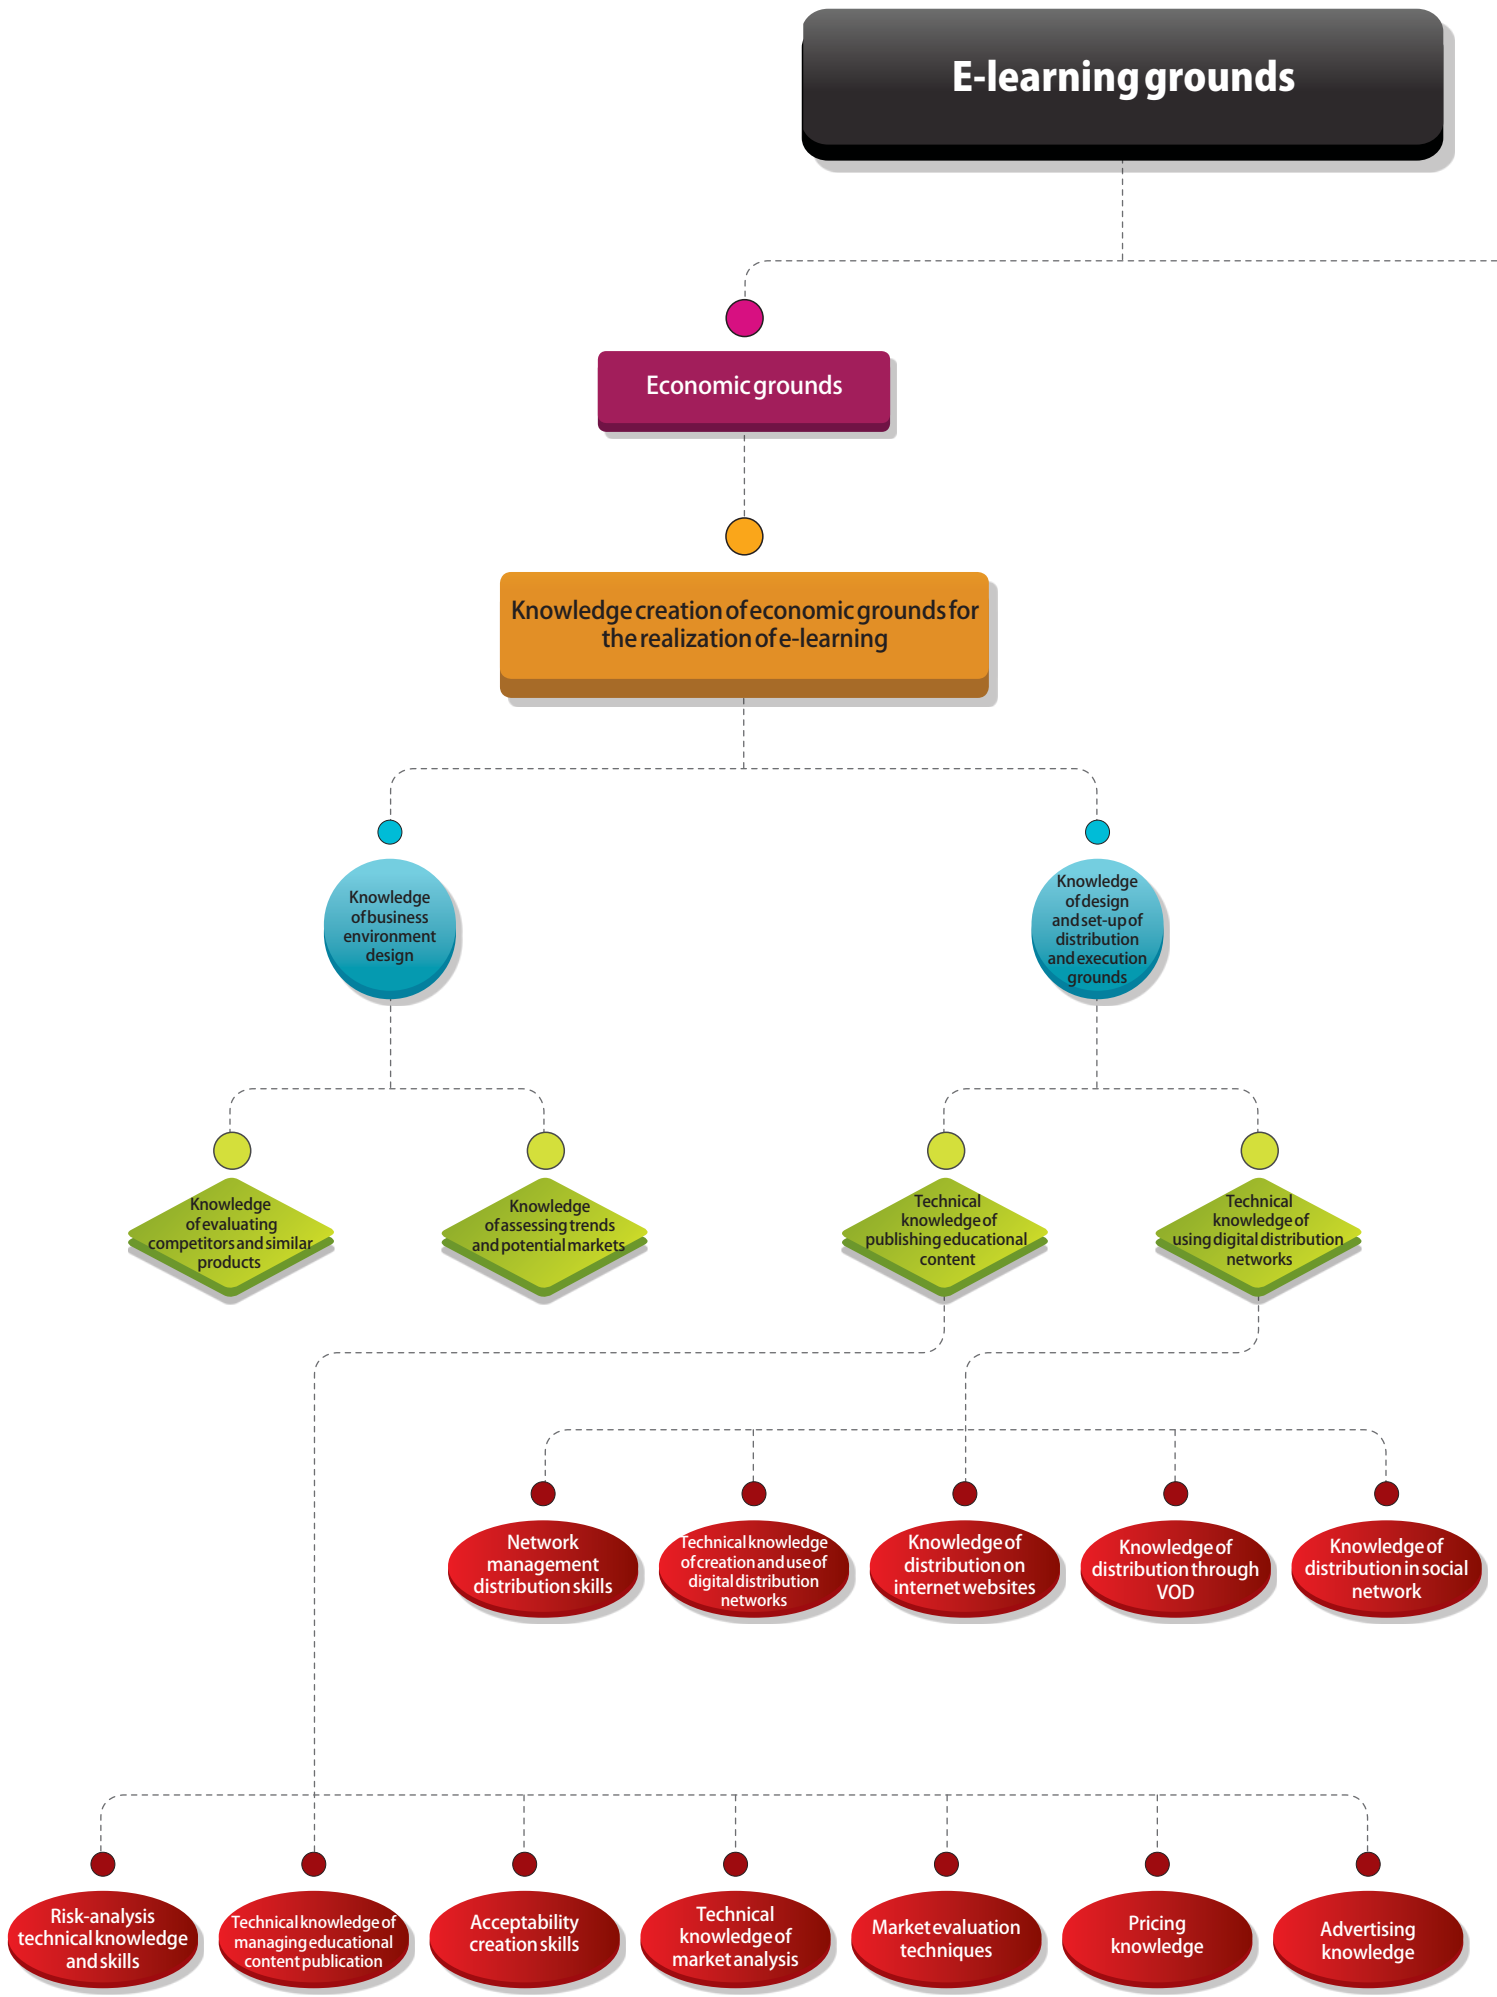 E-learning grounds
Economic grounds
Knowledge creation of economic grounds for
the realization of e-learning
Knowledge
of business
environment
design
Knowledge
of design
and set-up of
distribution
and execution
grounds
Knowledge
of evaluating
competitors and similar
products
Knowledge
of assessing trends
and potential markets
Technical
knowledge of
publishing educational
content
Technical
knowledge of
using digital distribution
networks
Network
management
distribution skills
Technical knowledge
of creation and use of
digital distribution
networks
Knowledge of
distribution on
internet websites
Knowledge of
distribution through
VOD
Knowledge of
distribution in social
network
Risk-analysis
technical knowledge
and skills
Technical knowledge of
managing educational
content publication
Acceptability
creation skills
Technical
knowledge of
market analysis
Market evaluation
techniques
Pricing
knowledge
Advertising
knowledge